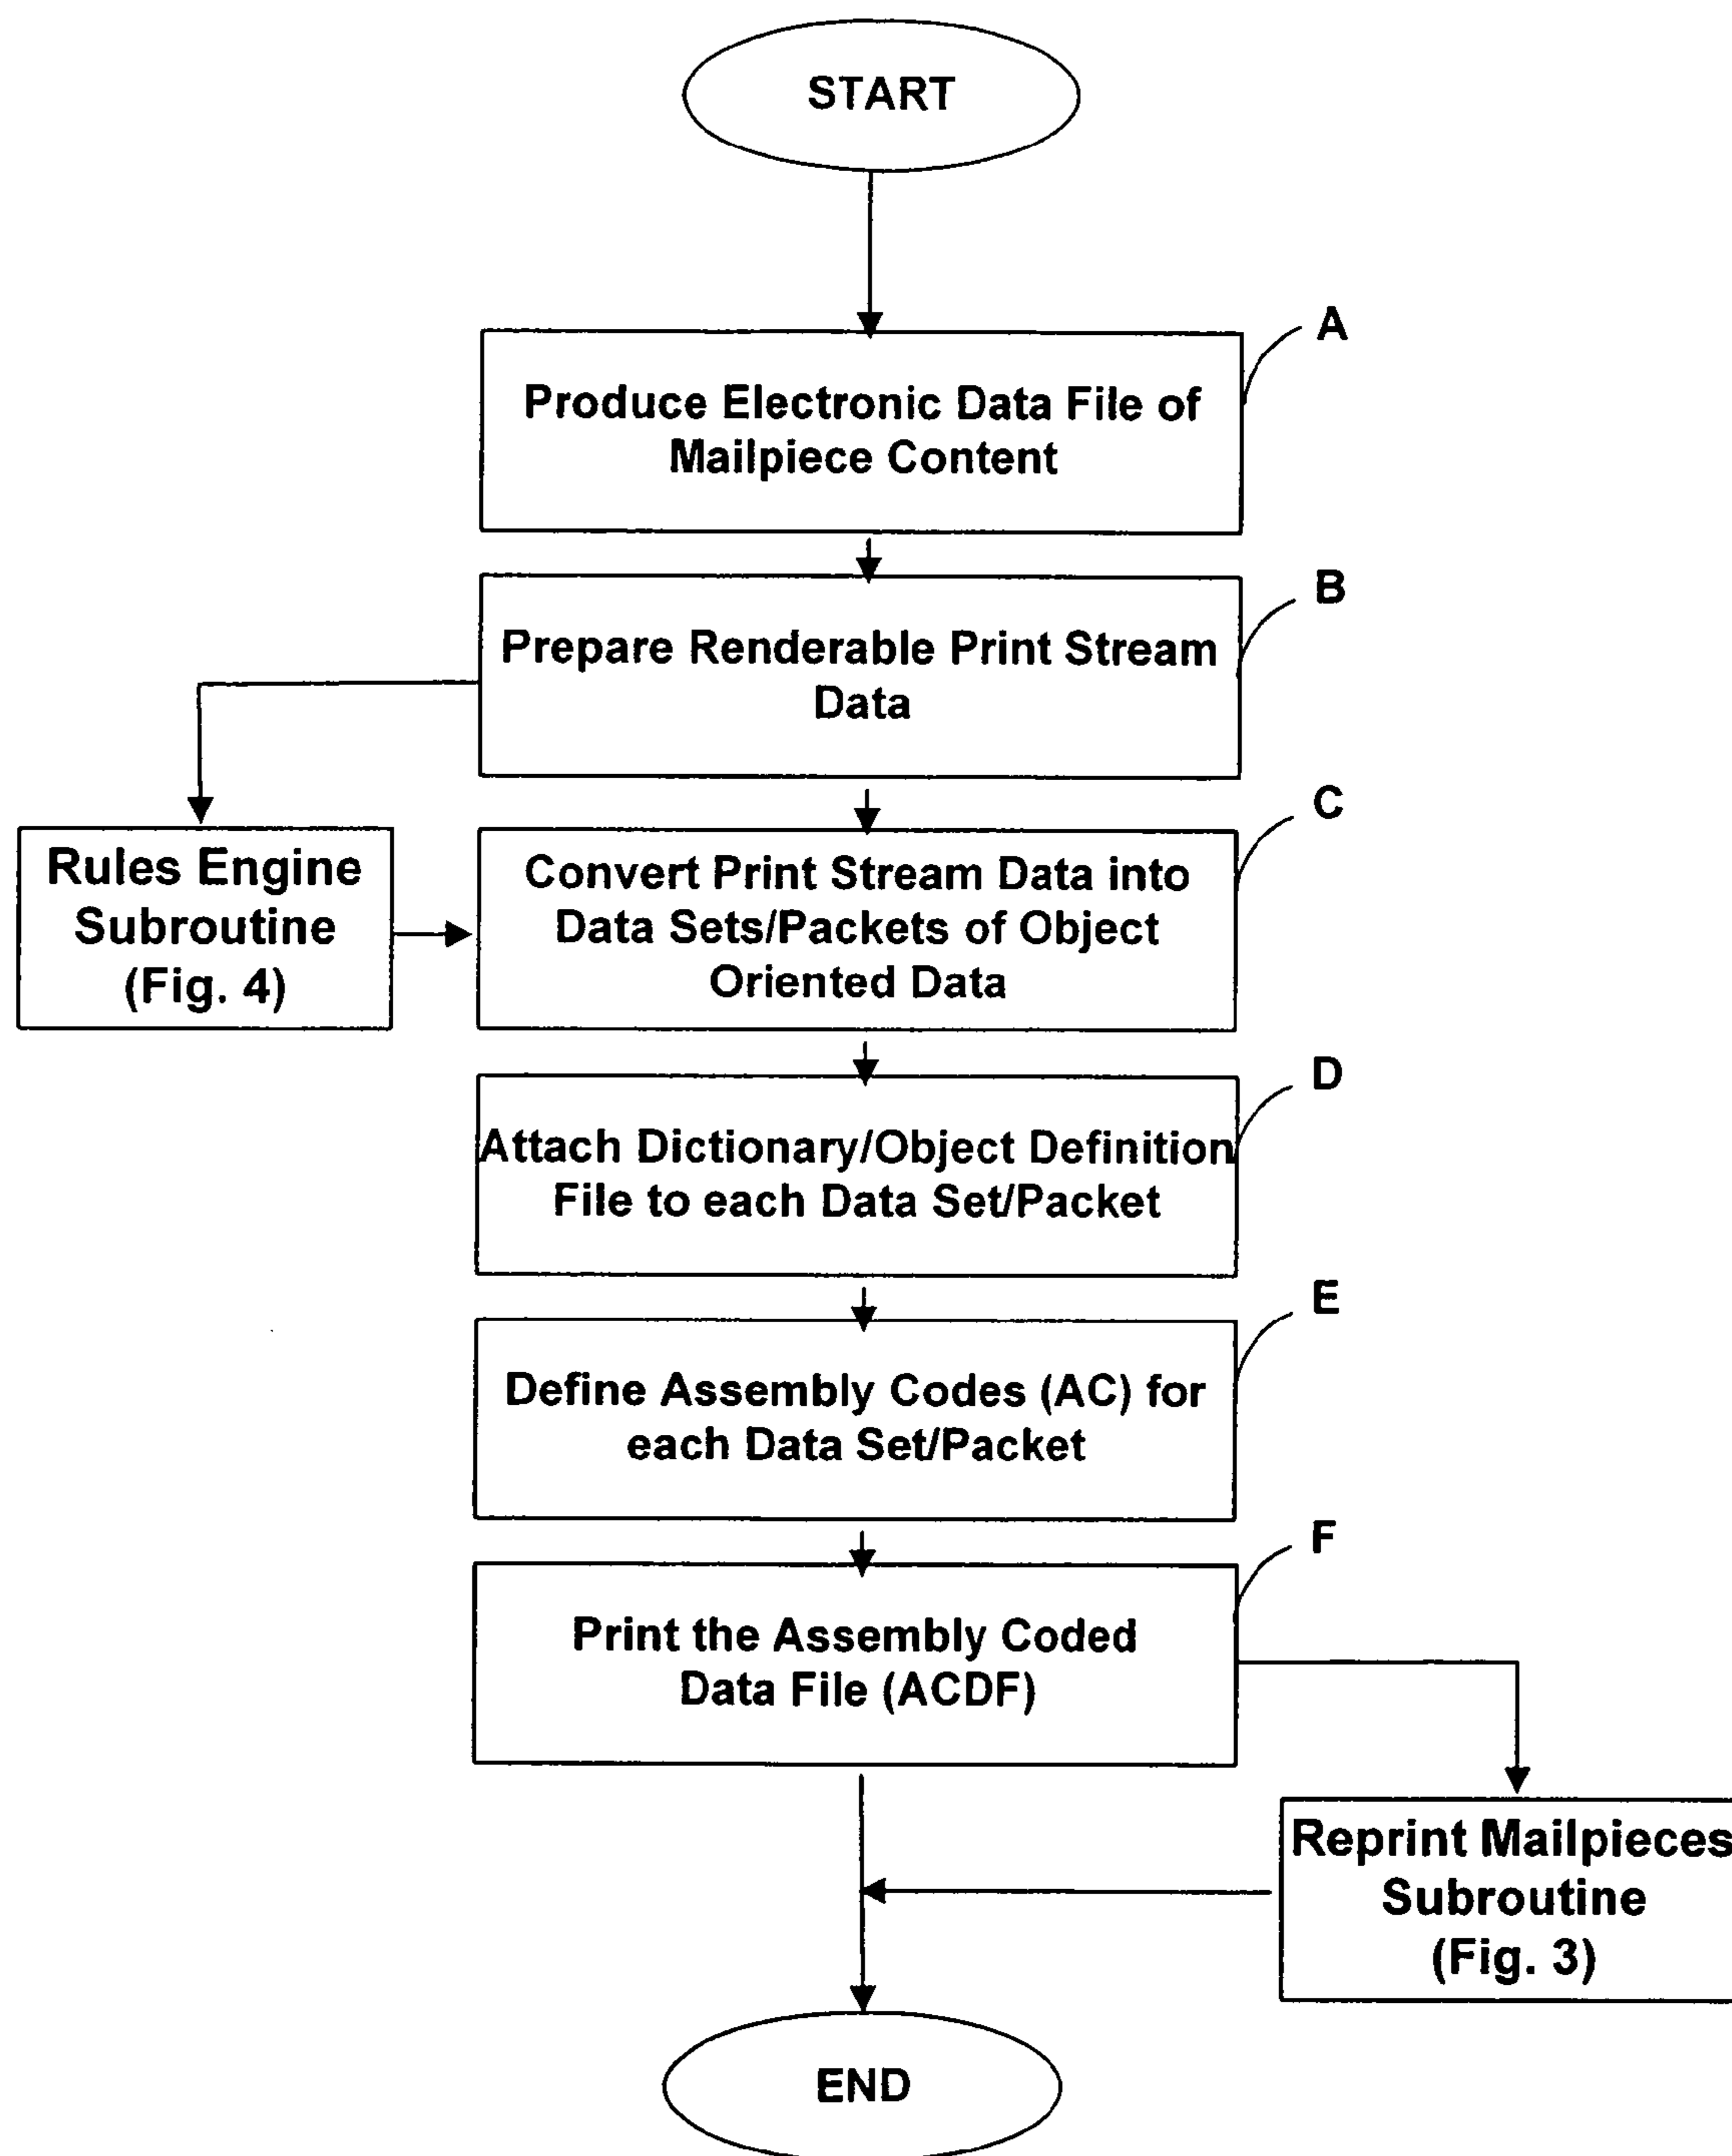 START
A
Produce Electronic Data File of
Mailpiece Content
B
Prepare Renderable Print Stream
Data
C
Rules Engine
Subroutine
(Fig. 4)
Convert Print Stream Data into
Data Sets/Packets of Object
Oriented Data
D
Attach Dictionary/Object Definition
File to each Data Set/Packet
E
Define Assembly Codes (AC) for
each Data Set/Packet
F
Print the Assembly Coded
Data File (ACDF)
Reprint Mailpieces
Subroutine
(Fig. 3)
END